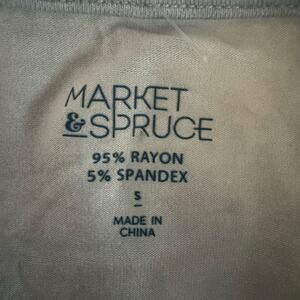 MARKET
&SPRUCE
95% RAYON
5% SPANDEX
S
MADE IN
CHINA